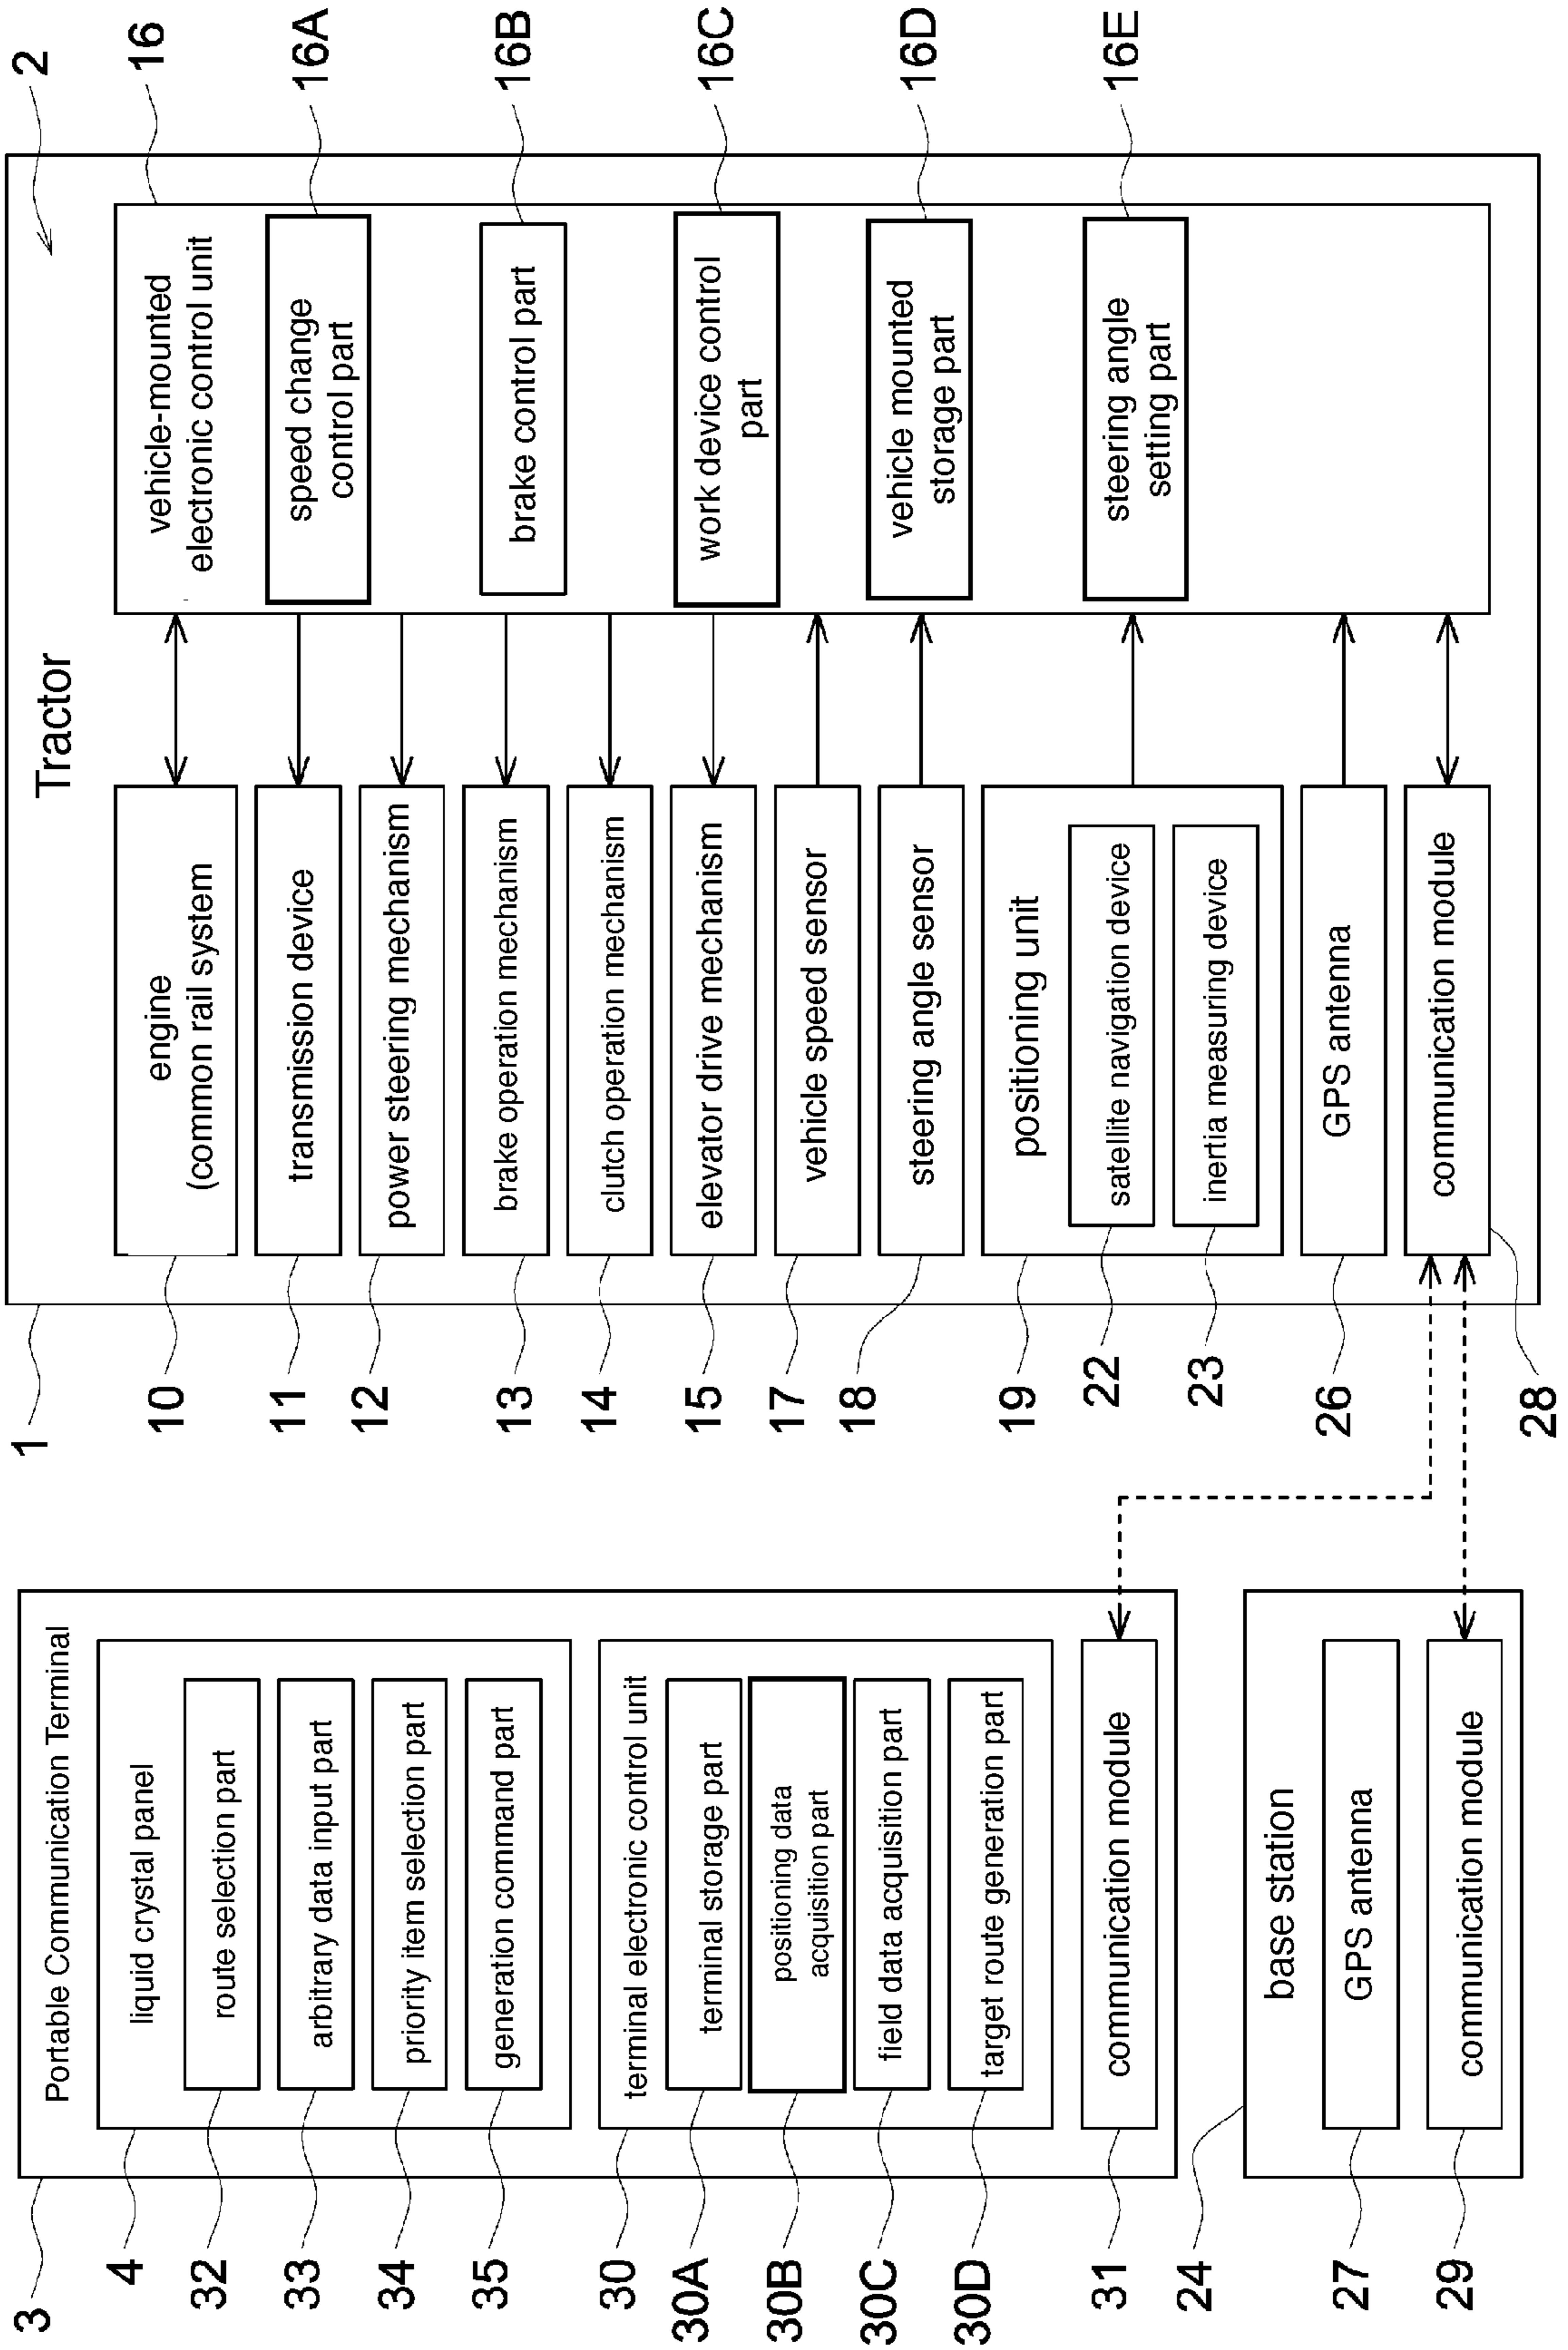 3
Portable Communication Terminal
4
liquid crystal panel
32
route selection part
33
arbitrary data input part
34
priority item selection part
35
generation command part
30
terminal electronic control unit
30A
terminal storage part
30B
positioning data
acquisition part
30C
field data acquisition part
30D
target route generation part
31
communication module
24
base station
27
GPS antenna
29
communication module
1
Tractor
2
10
engine
(common rail system
11
transmission device
12
power steering mechanism
13
brake operation mechanism
14
clutch operation mechanism
15
elevator drive mechanism
17
vehicle speed sensor
18
steering angle sensor
19
positioning unit
22
satellite navigation device
23
inertia measuring device
26
GPS antenna
28
communication module
16
vehicle-mounted
electronic control unit
16A
speed change
control part
16B
brake control part
16C
work device control
part
16D
vehicle mounted
storage part
16E
steering angle
setting part